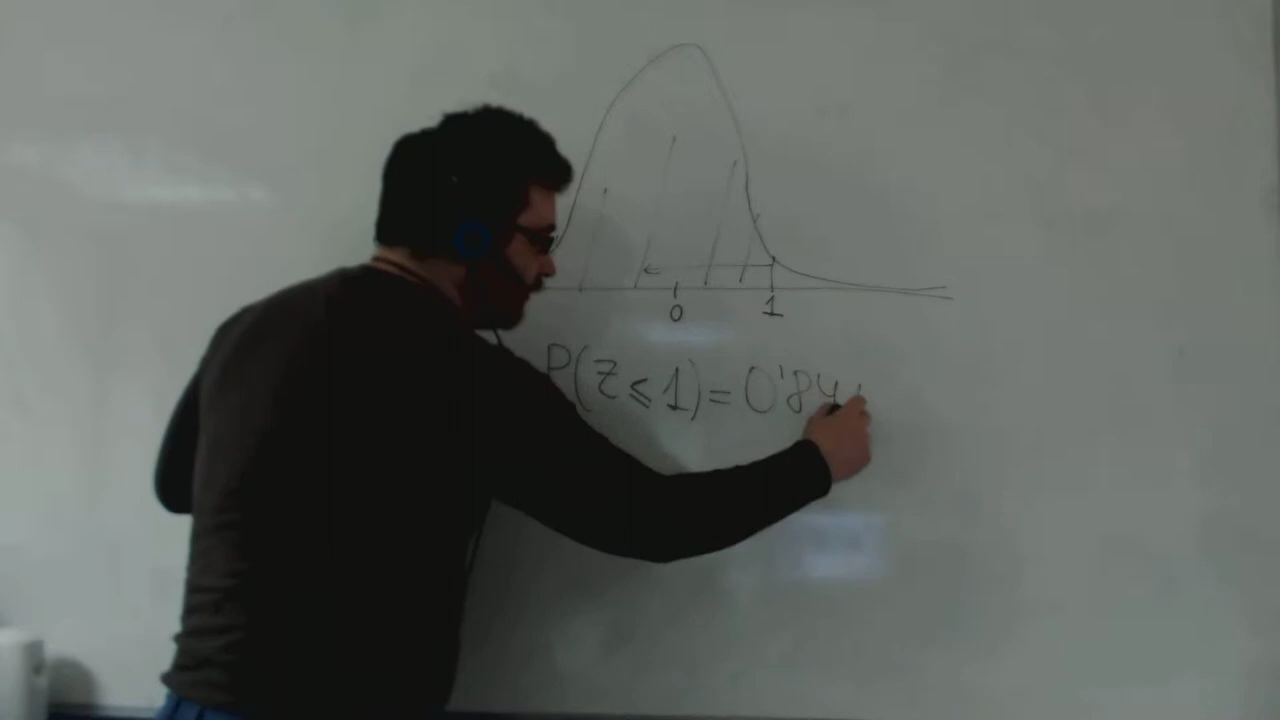 0 1
P(Z ≤ 1) = 0'84